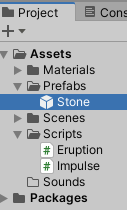 Project
Cons
Assets
Materials
Prefabs
Stone
Scenes
Scripts
# Eruption
# Impulse
Sounds
Packages